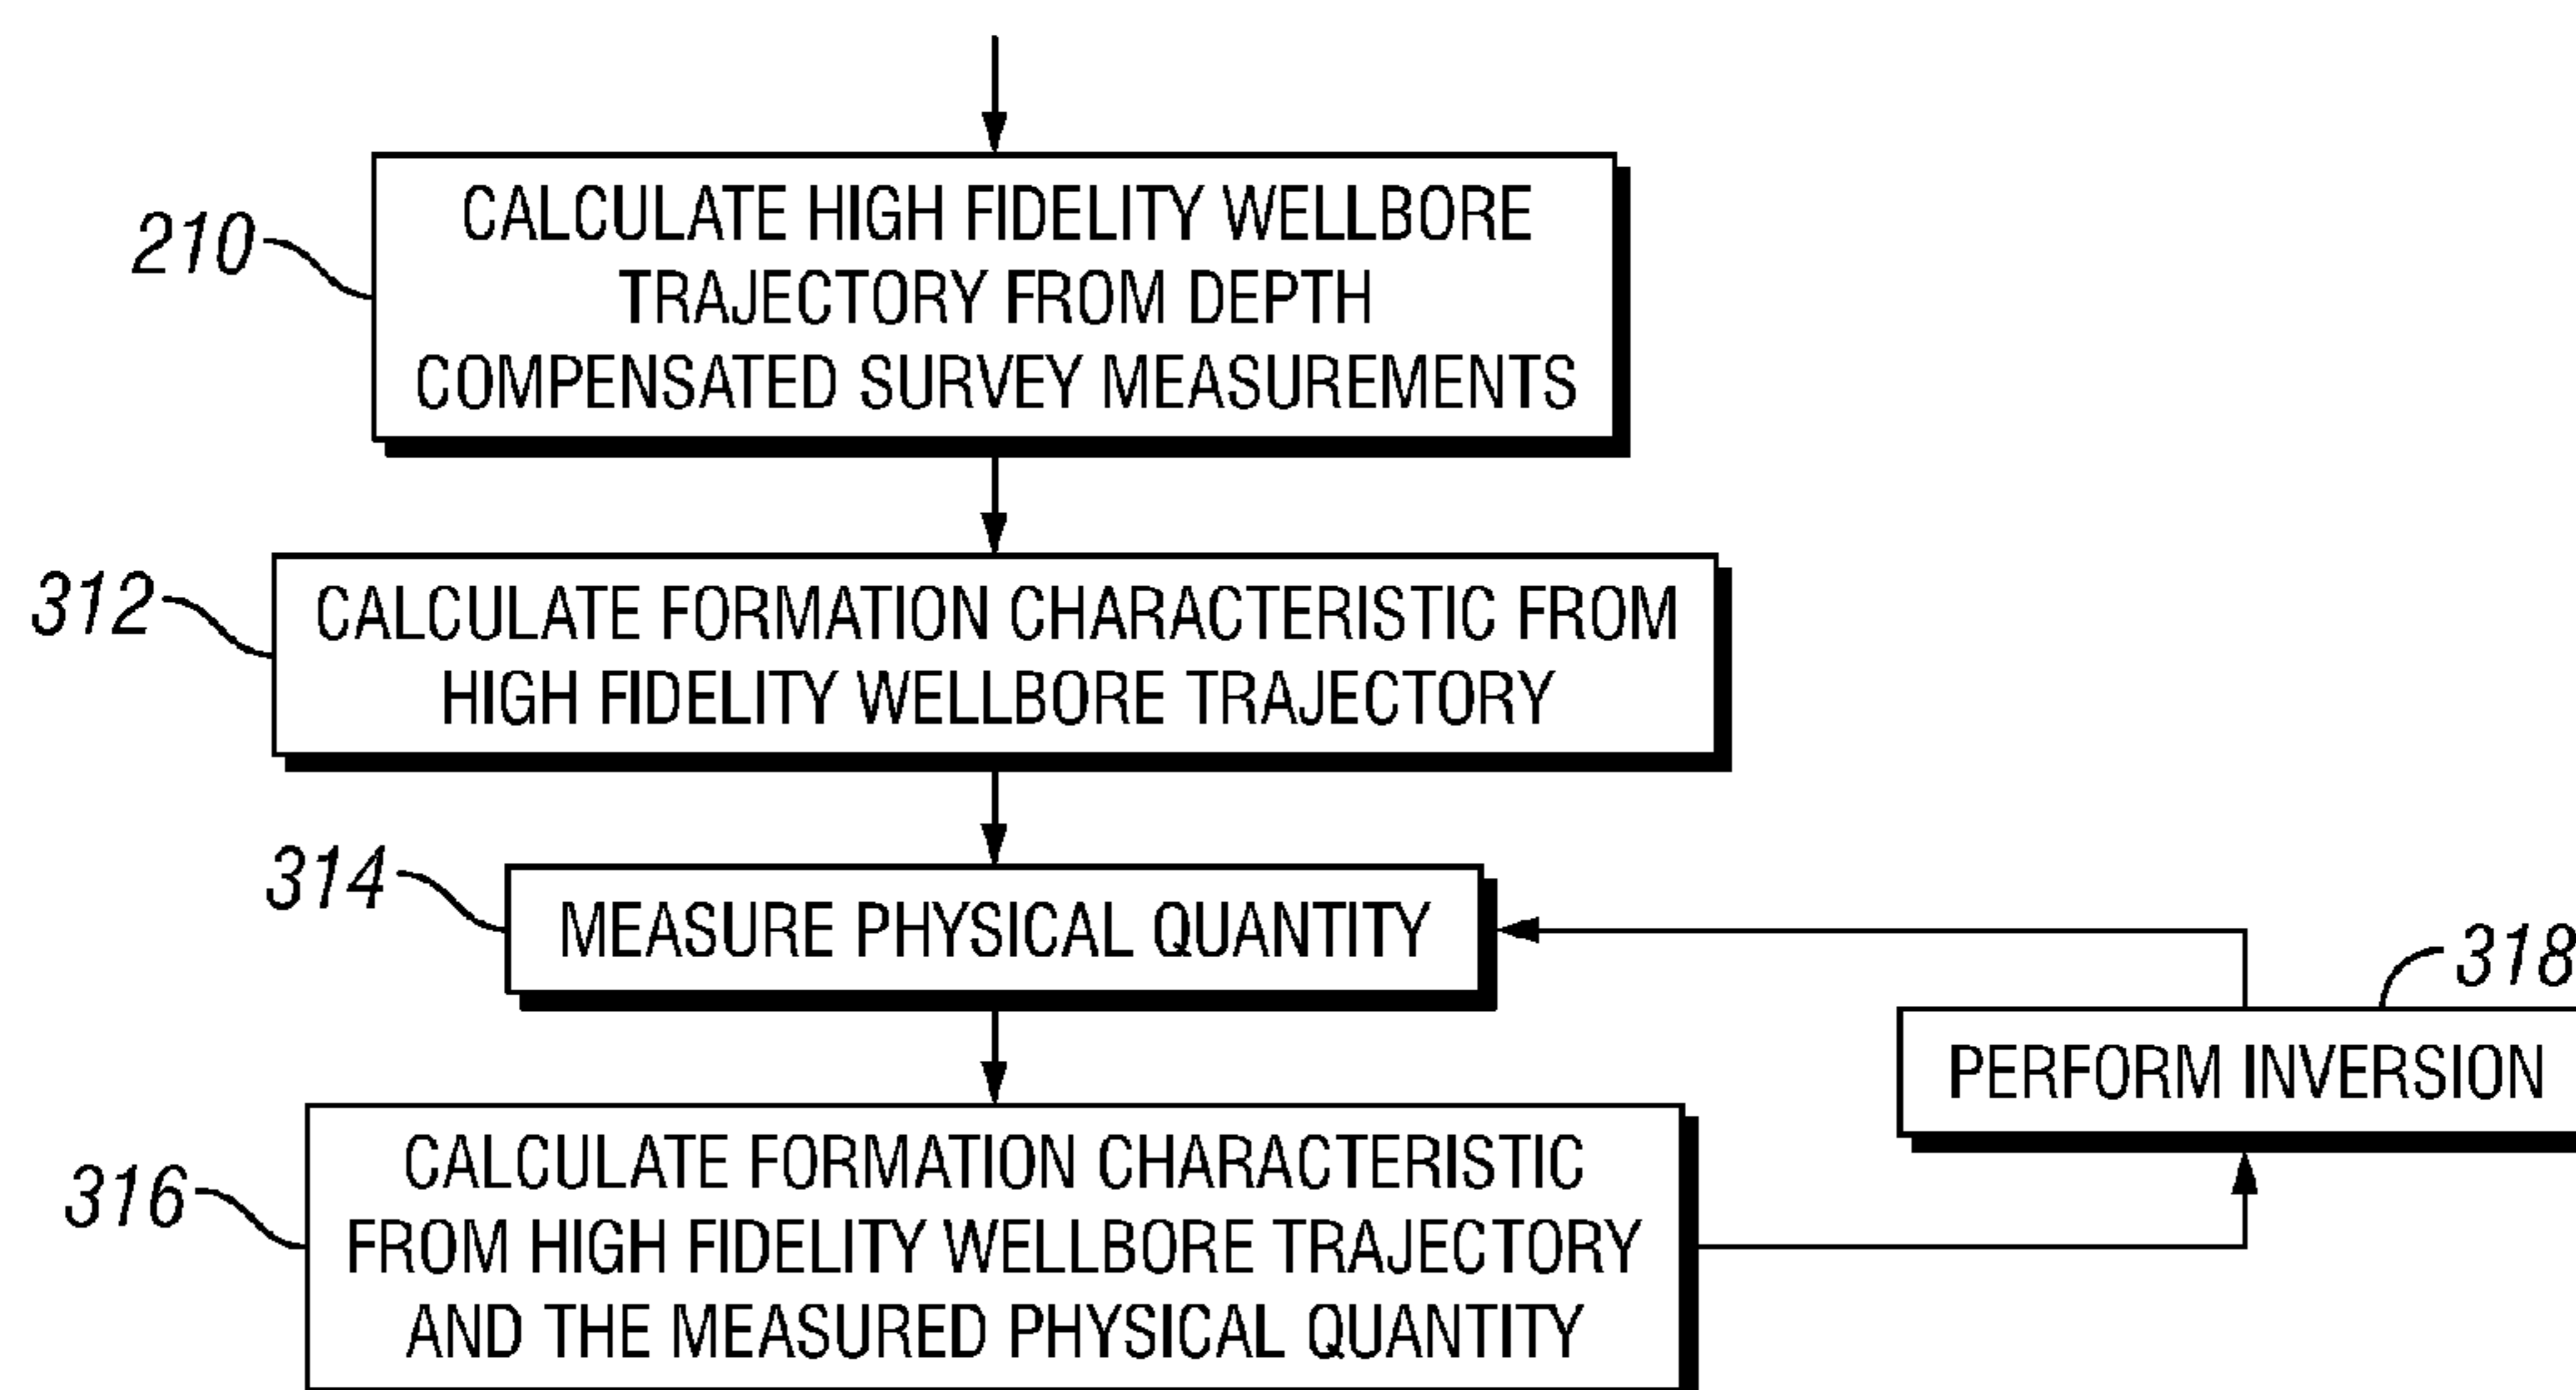 210
CALCULATE HIGH FIDELITY WELLBORE
TRAJECTORY FROM DEPTH
COMPENSATED SURVEY MEASUREMENTS
312
CALCULATE FORMATION CHARACTERISTIC FROM
HIGH FIDELITY WELLBORE TRAJECTORY
314
MEASURE PHYSICAL QUANTITY
318
PERFORM INVERSION
316
CALCULATE FORMATION CHARACTERISTIC
FROM HIGH FIDELITY WELLBORE TRAJECTORY
AND THE MEASURED PHYSICAL QUANTITY